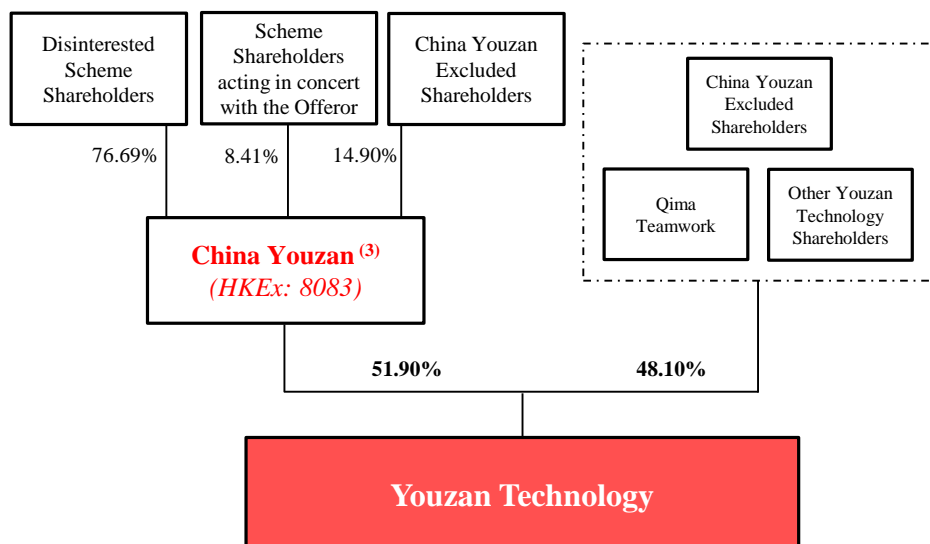 Disinterested
Scheme
Shareholders
Scheme
Shareholders
acting in concert
with the Offeror
China Youzan
Excluded
Shareholders
China Youzan
Excluded
Shareholders
76.69%
8.41%
14.90%
Qima
Teamwork
Other Youzan
Technology
Shareholders
China Youzan (3)
(HKEx: 8083)
51.90%
48.10%
Youzan Technology